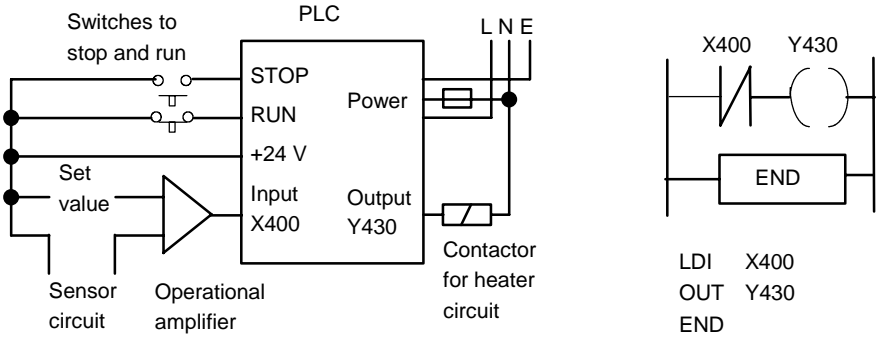 Switches to
stop and run
PLC
L N E
STOP
RUN
Power
+24 V
Set
value
Input
X400
Output
Y430
Sensor
circuit
Operational
amplifier
Contactor
for heater
circuit
X400 Y430
END
LDI X400
OUT Y430
END